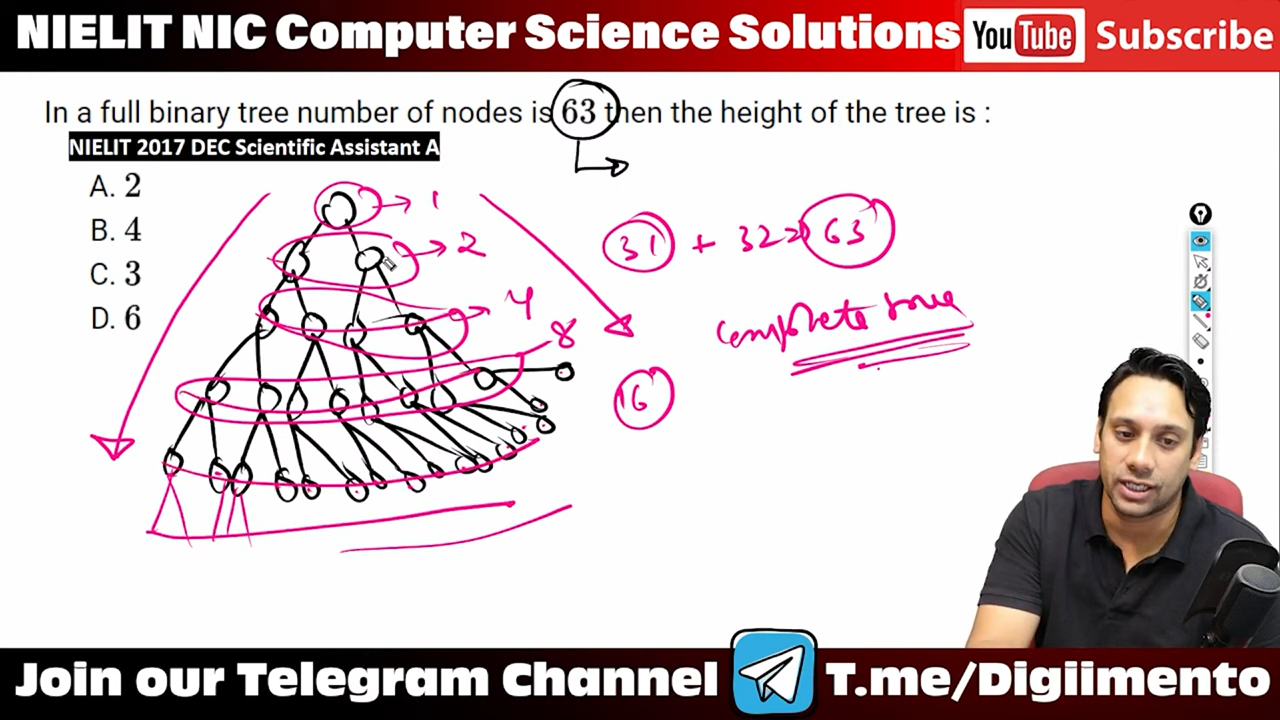 NIELIT NIC Computer Science Solutions YouTube Subscribe
In a full binary tree number of nodes is 63 then the height of the tree is :
NIELIT 2017 DEC Scientific Assistant A
A. 2
B. 4
C. 3
D. 6
1
2
4
8
31 + 32 => 63
complete tree
16
Join our Telegram Channel T.me/Digiimento